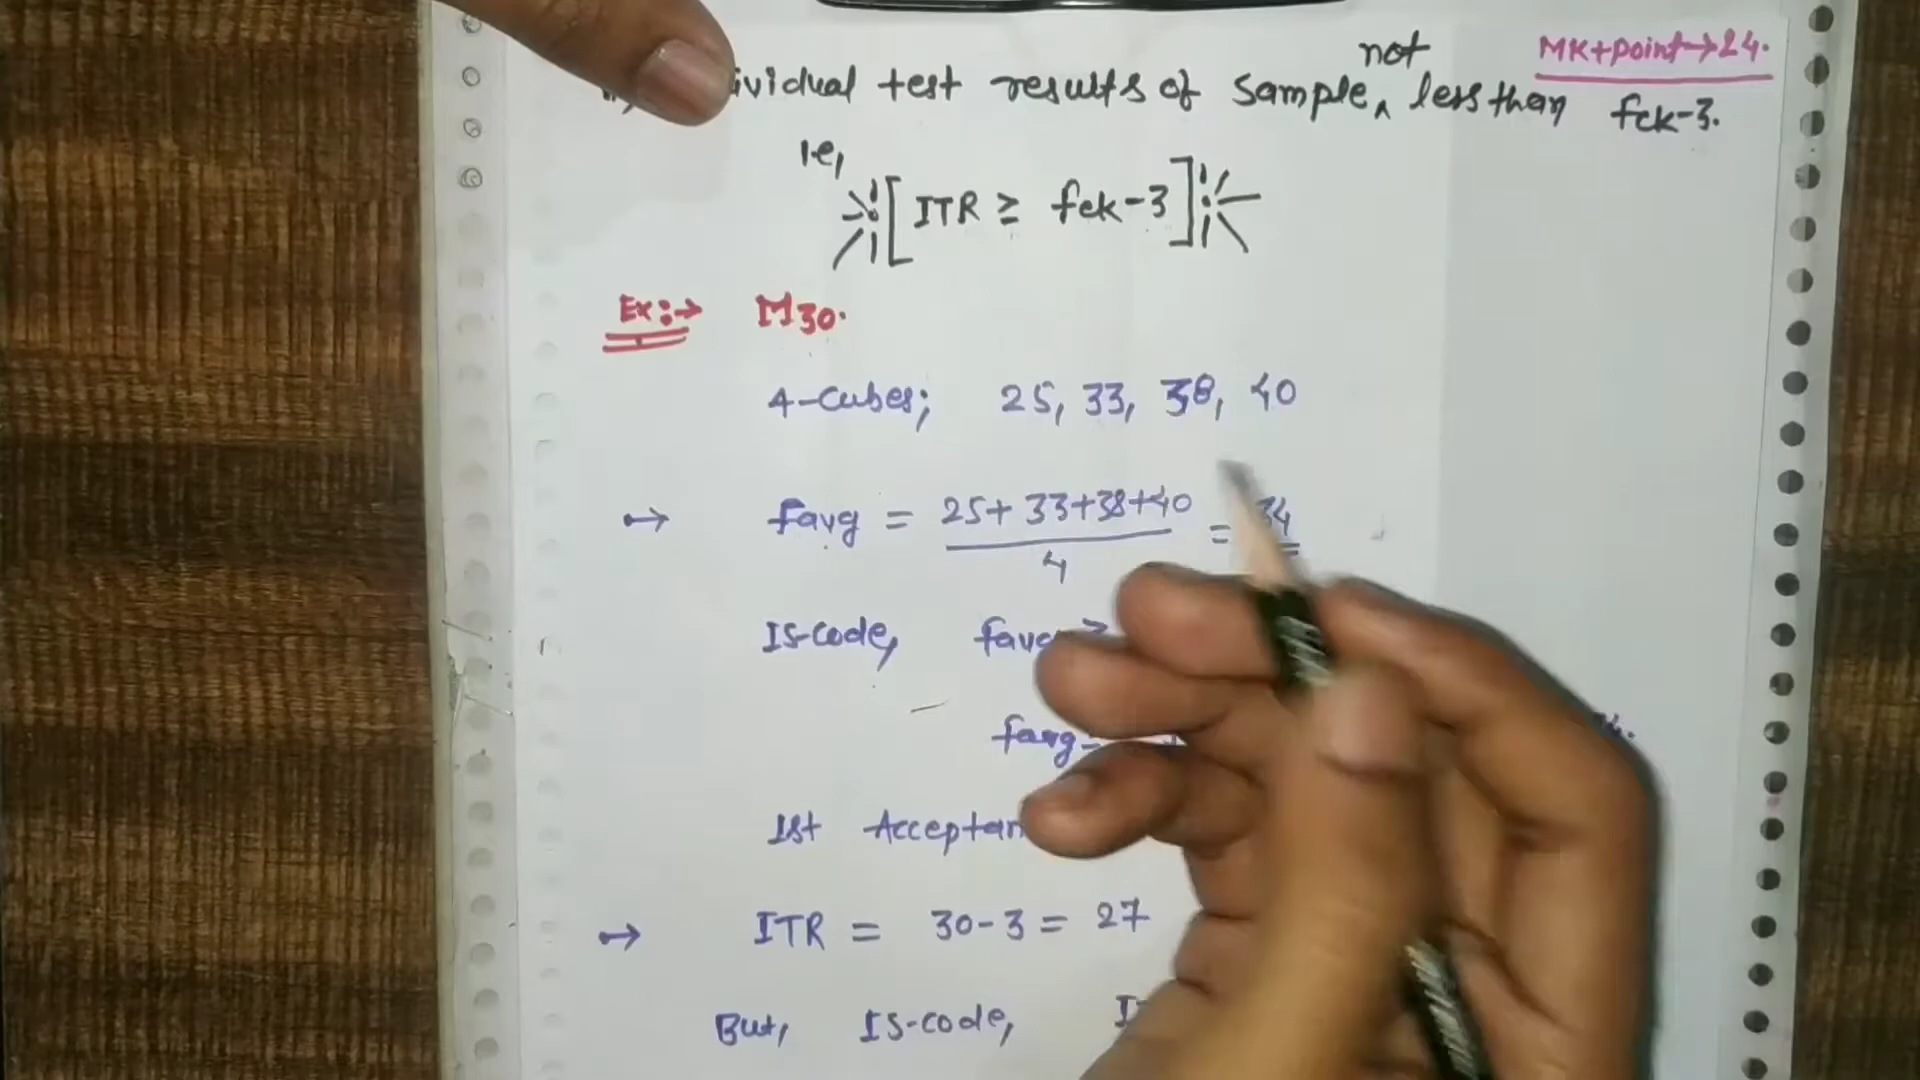 MK+point→24.
ividual test results of sample ^ not less than fck-3.
i.e,
[ITR ≥ fck-3]
Ex:→ M30.
4-cubes; 25, 33, 38, 40
→ favg = 25+33+38+40 / 4 = 34
IS-code, favg ≥
favg
1st Acceptan
→ ITR = 30-3 = 27
But, IS-code,